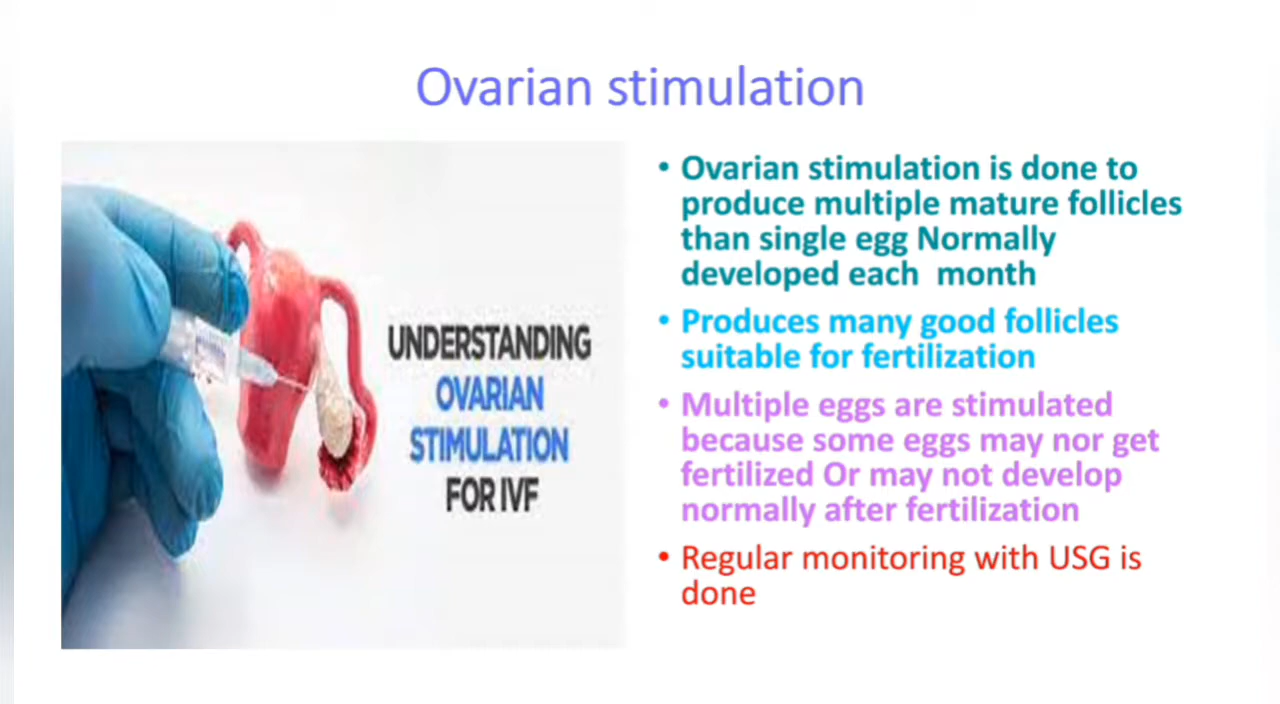 Ovarian stimulation
UNDERSTANDING
OVARIAN
STIMULATION
FOR IVF
• Ovarian stimulation is done to
produce multiple mature follicles
than single egg Normally
developed each month
• Produces many good follicles
suitable for fertilization
• Multiple eggs are stimulated
because some eggs may nor get
fertilized Or may not develop
normally after fertilization
• Regular monitoring with USG is
done